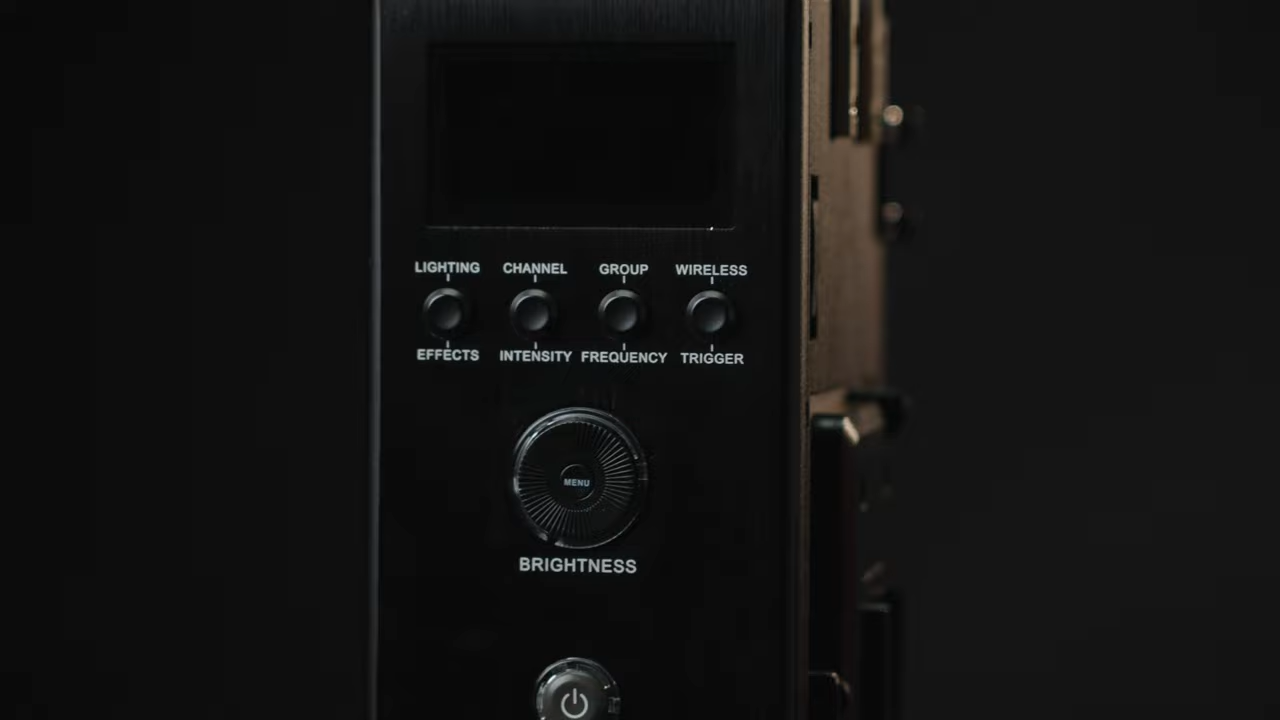 LIGHTING CHANNEL GROUP WIRELESS
EFFECTS INTENSITY FREQUENCY TRIGGER
MENU
BRIGHTNESS